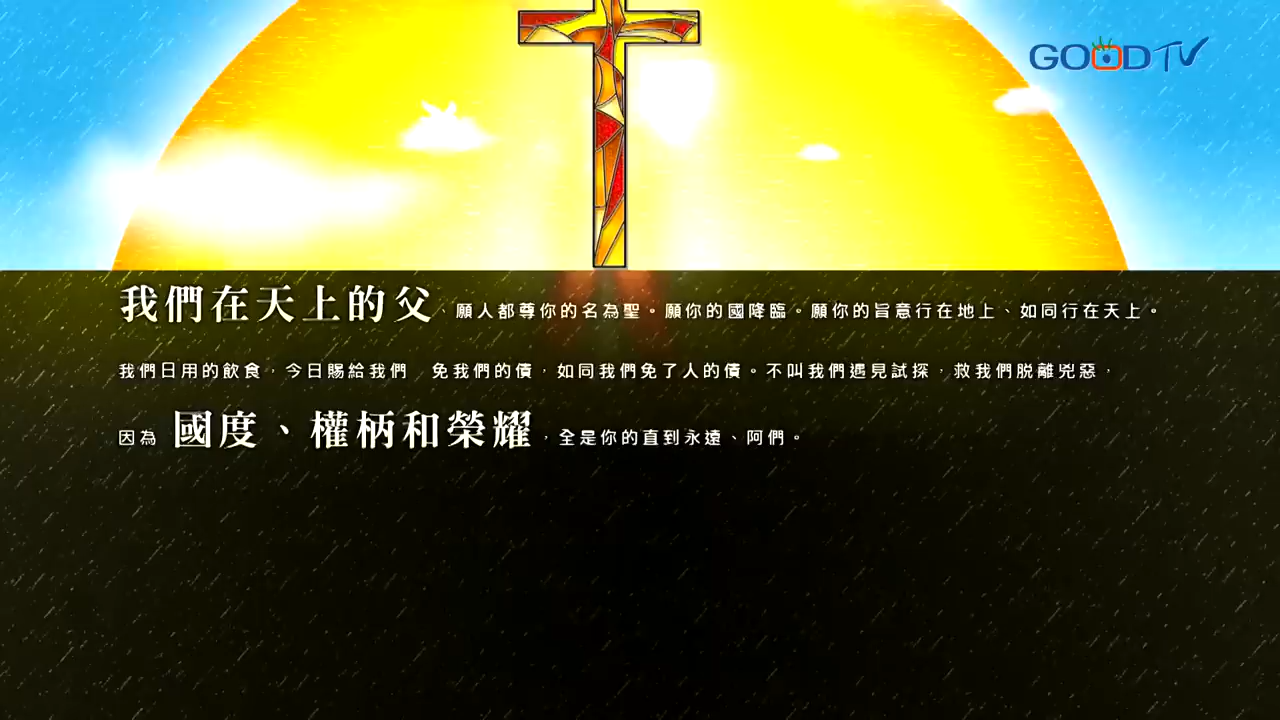 GOODTV
我們在天上的父、願人都尊你的名為聖。願你的國降臨。願你的旨意行在地上、如同行在天上。
我們日用的飲食，今日賜給我們　免我們的債，如同我們免了人的債。不叫我們遇見試探，救我們脱離兇惡，
因為 國度、權柄和榮耀，全是你的直到永遠、阿們。